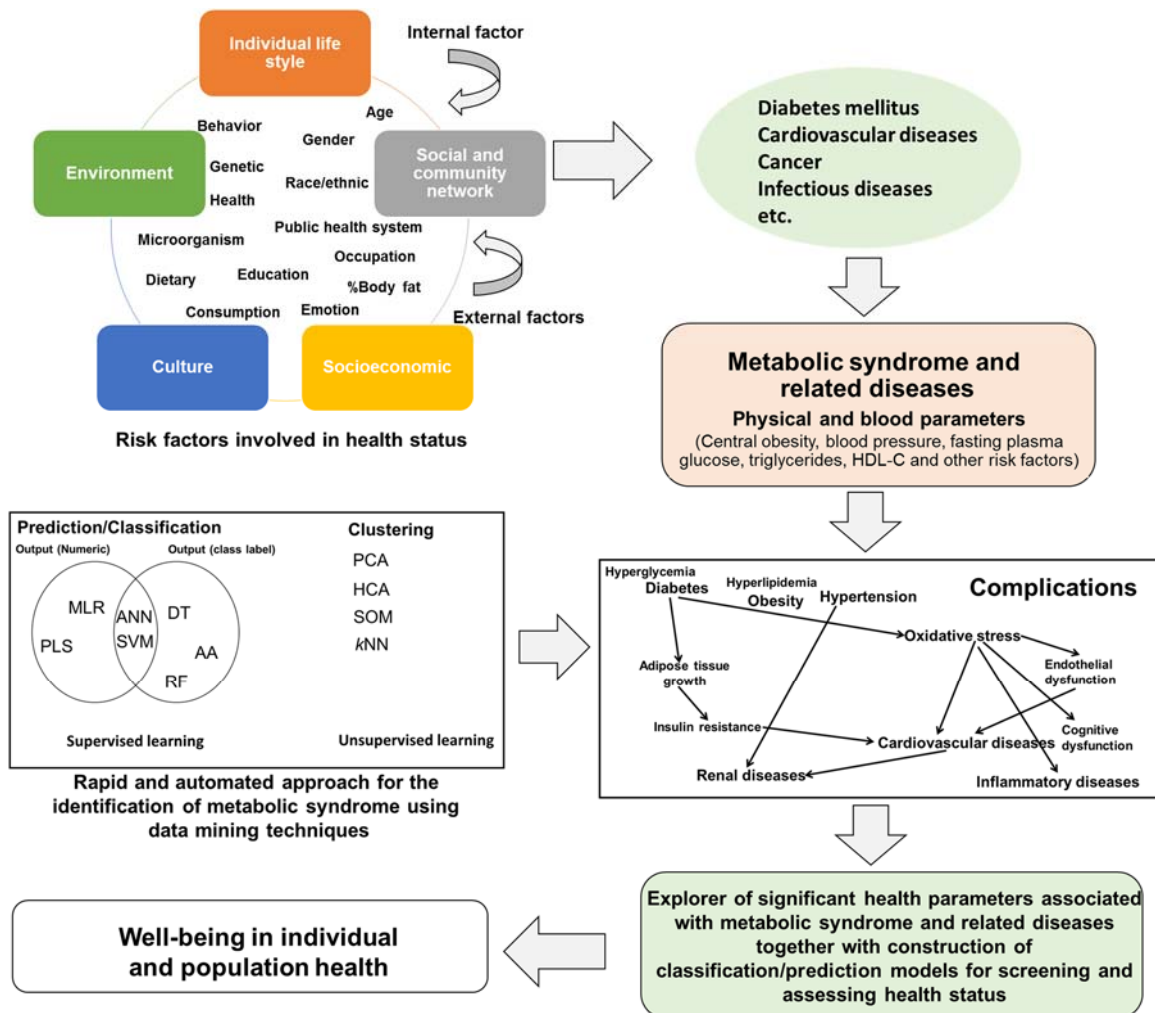 Individual life
style
Internal factor
Age
Behavior
Gender
Environment
Genetic
Social and
community
network
Race/ethnic
Health
Public health system
Microorganism
Occupation
Education
Dietary
%Body fat
Consumption
Emotion
External factors
Culture
Socioeconomic
Risk factors involved in health status
Diabetes mellitus
Cardiovascular diseases
Cancer
Infectious diseases
etc.
Metabolic syndrome and
related diseases
Physical and blood parameters
(Central obesity, blood pressure, fasting plasma
glucose, triglycerides, HDL-C and other risk factors)
Prediction/Classification
Output (Numeric)
Output (class label)
MLR
ANN
DT
PLS
SVM
AA
RF
Supervised learning
Clustering
PCA
HCA
SOM
kNN
Unsupervised learning
Rapid and automated approach for the
identification of metabolic syndrome using
data mining techniques
Complications
Hyperglycemia
Diabetes
Hyperlipidemia
Obesity
Hypertension
Oxidative stress
Adipose tissue
growth
Endothelial
dysfunction
Insulin resistance
Cardiovascular diseases
Cognitive
dysfunction
Renal diseases
Inflammatory diseases
Explorer of significant health parameters associated
with metabolic syndrome and related diseases
together with construction of
classification/prediction models for screening and
assessing health status
Well-being in individual
and population health